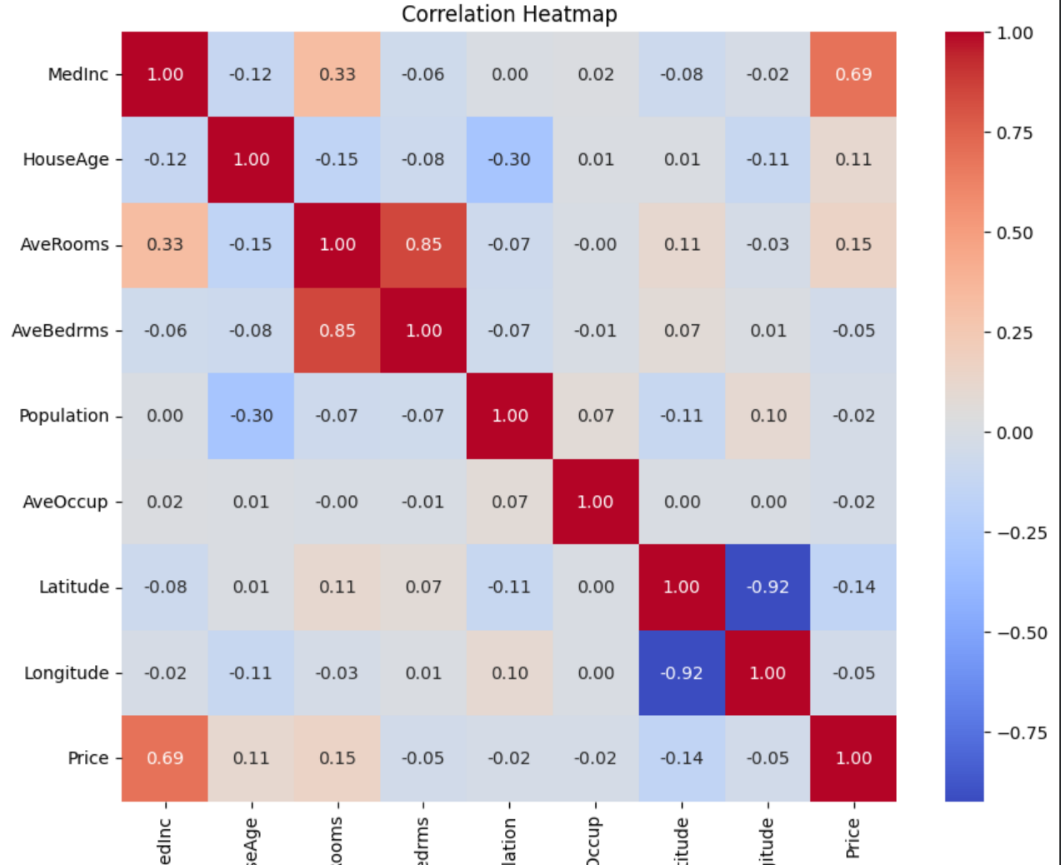 Correlation Heatmap
MedInc 1.00 -0.12 0.33 -0.06 0.00 0.02 -0.08 -0.02 0.69
HouseAge -0.12 1.00 -0.15 -0.08 -0.30 0.01 0.01 -0.11 0.11
AveRooms 0.33 -0.15 1.00 0.85 -0.07 -0.00 0.11 -0.03 0.15
AveBedrms -0.06 -0.08 0.85 1.00 -0.07 -0.01 0.07 0.01 -0.05
Population 0.00 -0.30 -0.07 -0.07 1.00 0.07 -0.11 0.10 -0.02
AveOccup 0.02 0.01 -0.00 -0.01 0.07 1.00 0.00 0.00 -0.02
Latitude -0.08 0.01 0.11 0.07 -0.11 0.00 1.00 -0.92 -0.14
Longitude -0.02 -0.11 -0.03 0.01 0.10 0.00 -0.92 1.00 -0.05
Price 0.69 0.11 0.15 -0.05 -0.02 -0.02 -0.14 -0.05 1.00
edInc
seAge
Rooms
edrms
lation
Occup
titude
gitude
Price
1.00
0.75
0.50
0.25
0.00
−0.25
−0.50
−0.75